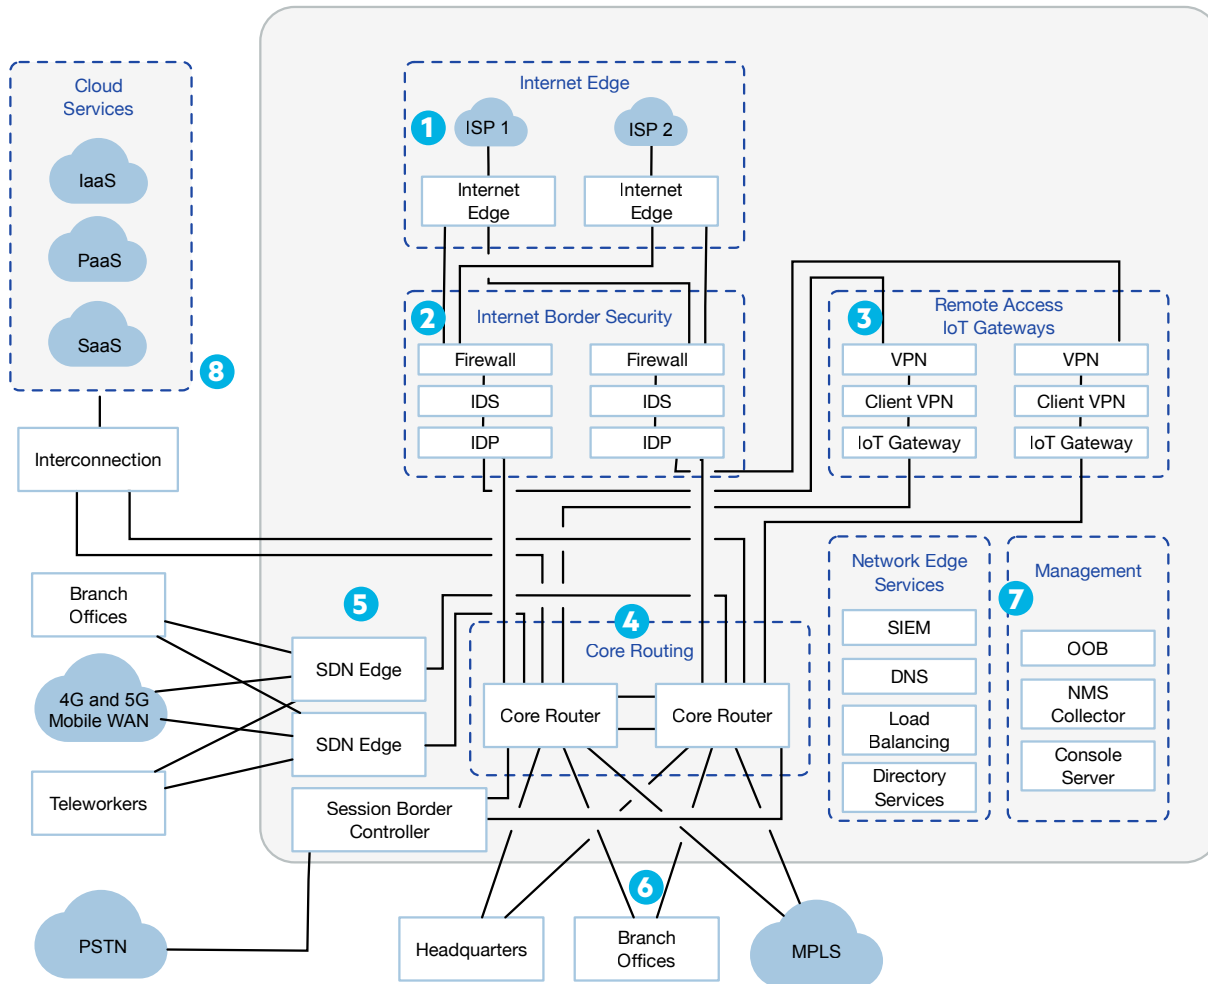 Cloud
Services
IaaS
PaaS
SaaS
8
Interconnection
Internet Edge
1
ISP 1
ISP 2
Internet
Edge
Internet
Edge
2
Internet Border Security
Firewall
IDS
IDP
Firewall
IDS
IDP
3
Remote Access
IoT Gateways
VPN
Client VPN
IoT Gateway
VPN
Client VPN
IoT Gateway
Branch
Offices
4G and 5G
Mobile WAN
Teleworkers
5
SDN Edge
SDN Edge
Session Border
Controller
4
Core Routing
Core Router
Core Router
Network Edge
Services
SIEM
DNS
Load
Balancing
Directory
Services
Management
7
OOB
NMS
Collector
Console
Server
PSTN
Headquarters
6
Branch
Offices
MPLS